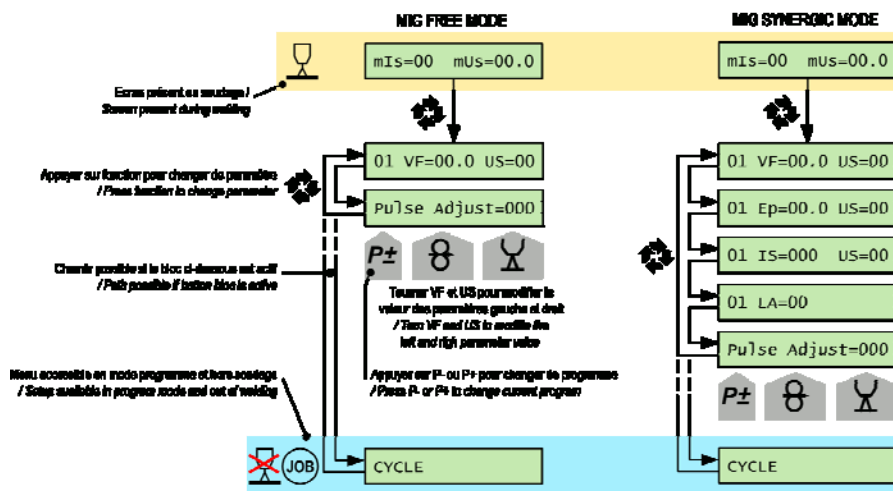 MIG FREE MODE
MIG SYNERGIC MODE
mIs=00 mUs=00.0
mIs=00 mUs=00.0
Ecran présent en soudage /
Screen present during welding
01 VF=00.0 US=00
01 VF=00.0 US=00
Appuyer sur fonction pour changer de paramètre
/ Press function to change parameter
Pulse Adjust=000
01 Ep=00.0 US=00
P±
01 IS=000 US=00
Chemin possible si le bloc ci-dessous est actif
/ Path possible if bottom bloc is active
Tourner VF et US pour modifier la
valeur des paramètres gauche et droit
/ Turn VF and US to modifie the
left and righ parameter value
01 LA=00
Pulse Adjust=000
Menu accessible en mode programme et hors soudage
/ Setup available in program mode and out of welding
Appuyer sur P- ou P+ pour changer de programme
/ Press P- or P+ to change current program
P±
JOB
CYCLE
CYCLE